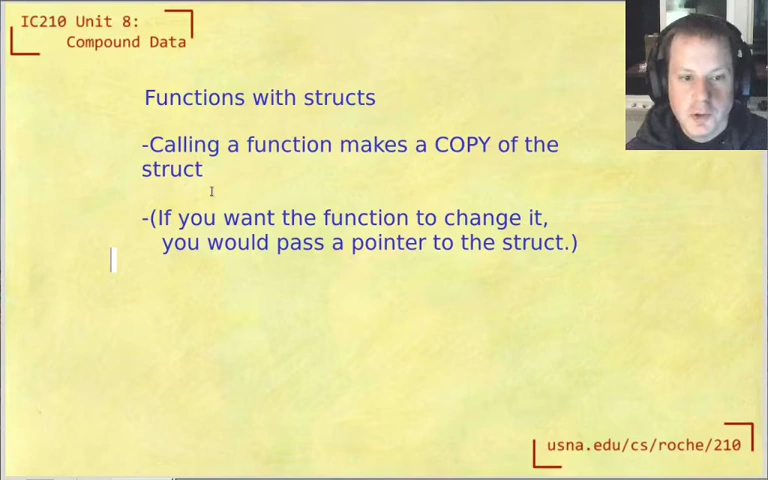 IC210 Unit 8:
Compound Data
Functions with structs
-Calling a function makes a COPY of the
struct
-(If you want the function to change it,
you would pass a pointer to the struct.)
usna.edu/cs/roche/210